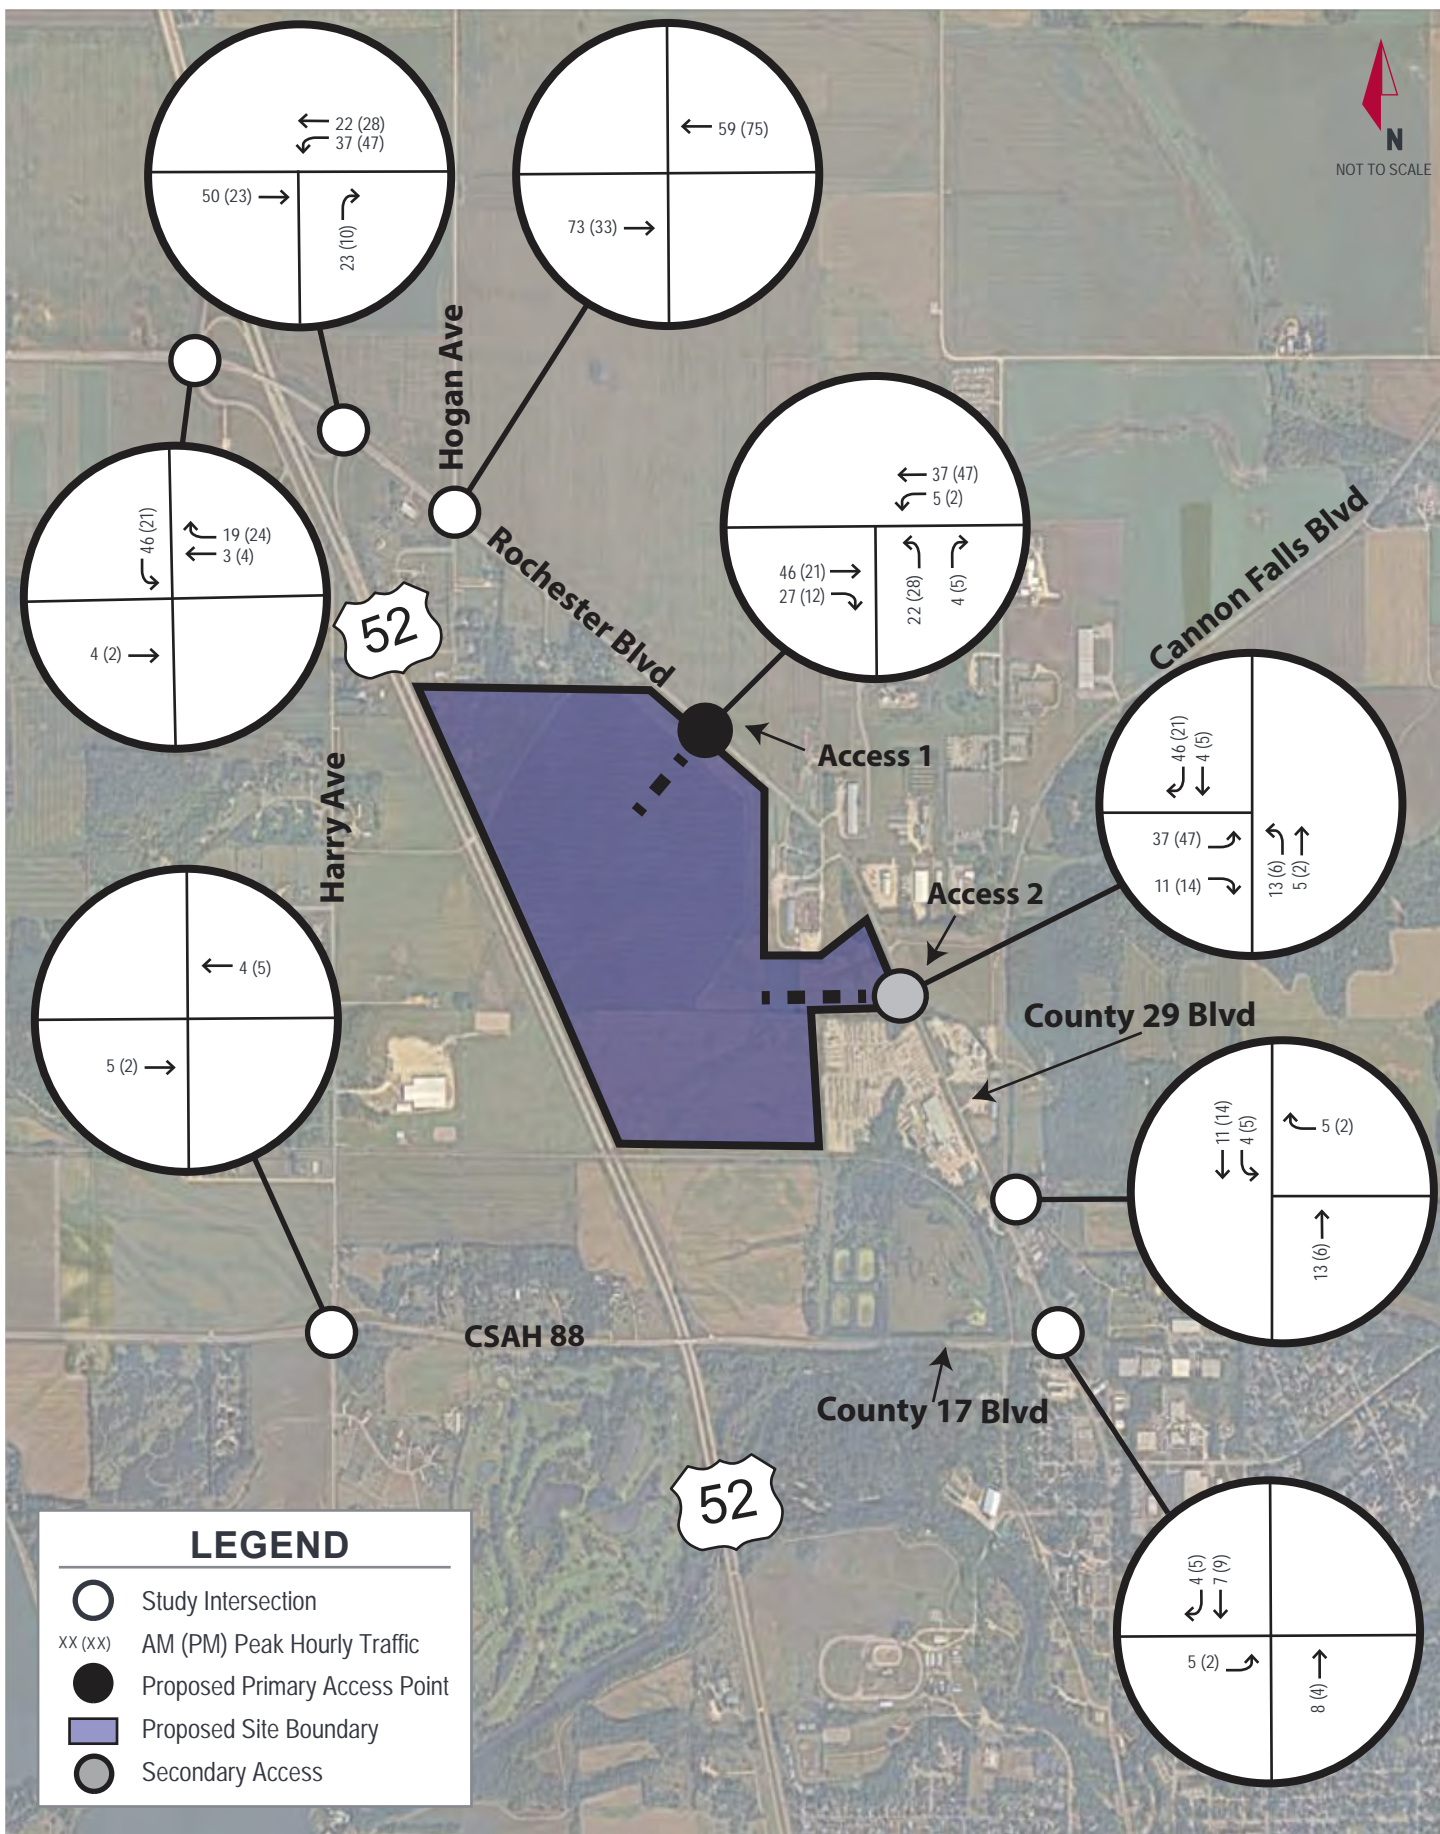 22 (28)
37 (47)
50 (23)
23 (10)
59 (75)
73 (33)
N
NOT TO SCALE
Hogan Ave
46 (21)
19 (24)
3 (4)
4 (2)
52
Rochester Blvd
37 (47)
5 (2)
46 (21)
27 (12)
22 (28)
4 (5)
Cannon Falls Blvd
Access 1
Harry Ave
46 (21)
4 (5)
37 (47)
11 (14)
13 (6)
5 (2)
Access 2
4 (5)
5 (2)
County 29 Blvd
11 (14)
4 (5)
5 (2)
13 (6)
CSAH 88
County 17 Blvd
52
4 (5)
7 (9)
5 (2)
8 (4)
LEGEND
Study Intersection
XX (XX) AM (PM) Peak Hourly Traffic
Proposed Primary Access Point
Proposed Site Boundary
Secondary Access